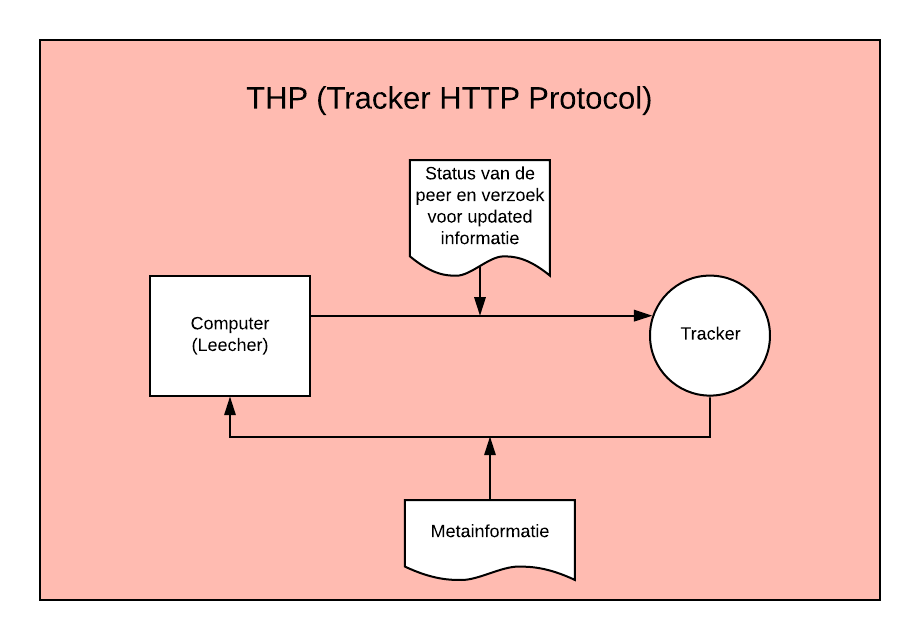 THP (Tracker HTTP Protocol)
Status van de
peer en verzoek
voor updated
informatie
Computer
(Leecher)
Tracker
Metainformatie